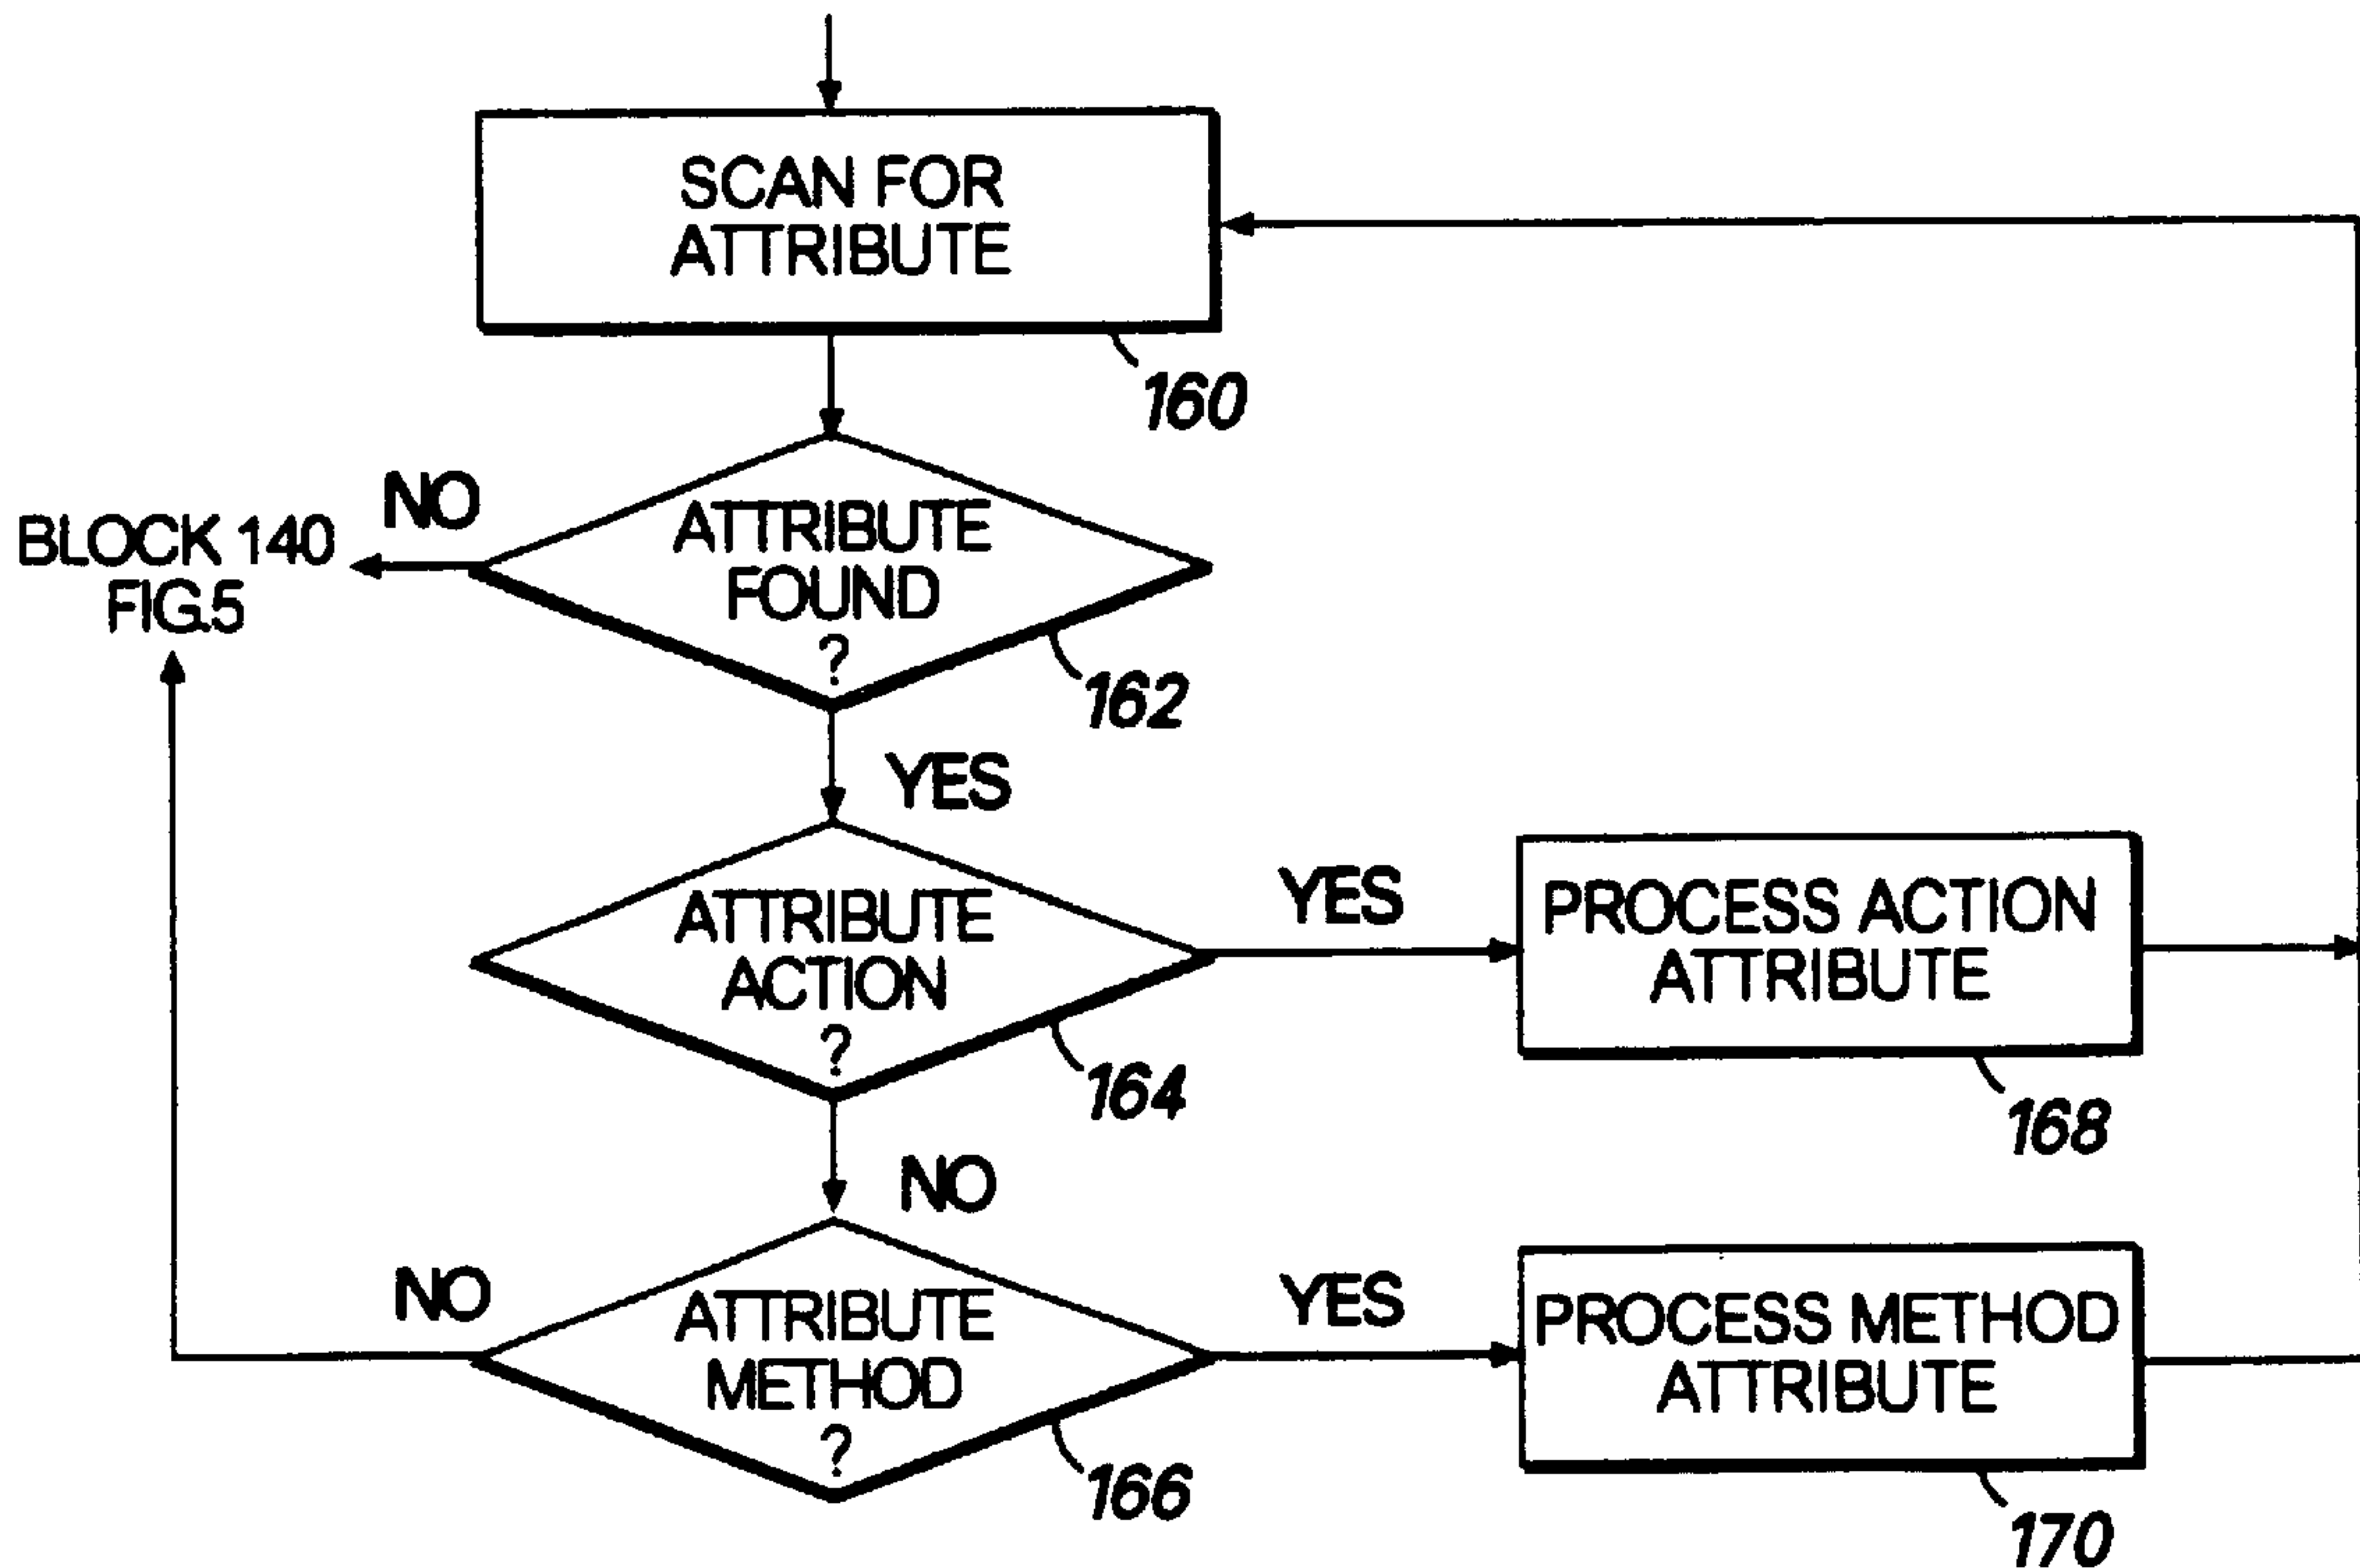 SCAN FOR
ATTRIBUTE
160
NO
BLOCK 140
FIG.5
ATTRIBUTE
FOUND
?
162
YES
ATTRIBUTE
ACTION
?
164
YES
PROCESS ACTION
ATTRIBUTE
168
NO
NO
ATTRIBUTE
METHOD
?
166
YES
PROCESS METHOD
ATTRIBUTE
170